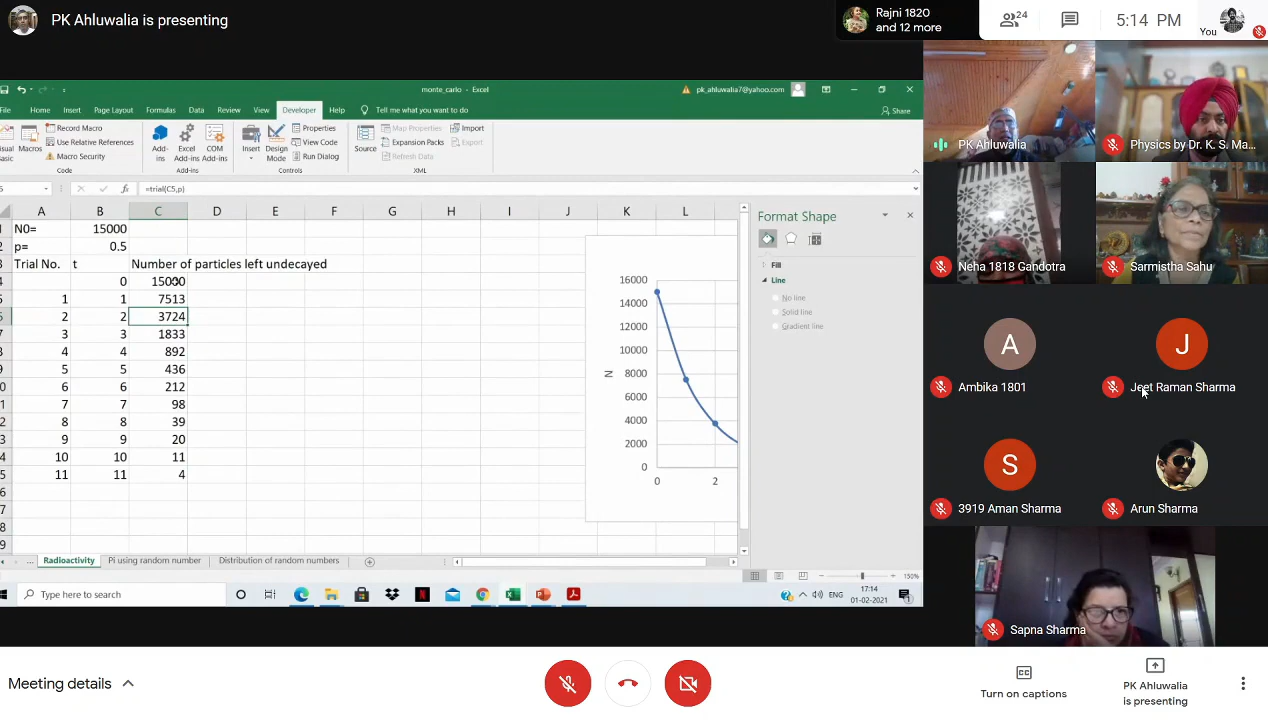 PK Ahluwalia is presenting
Rajni 1820
and 12 more
24
5:14 PM
You
monte_carlo - Excel
pk_ahluwalia7@yahoo.com
File Home Insert Page Layout Formulas Data Review View Developer Help Tell me what you want to do
Share
Macros
Record Macro
Use Relative References
Macro Security
Code
Add-ins
Excel Add-ins
COM Add-ins
Add-ins
Insert
Design Mode
Properties
View Code
Run Dialog
Controls
Source
Map Properties
Expansion Packs
Refresh Data
Import
Export
XML
=trial(C5,p)
A B C D E F G H I J K L
N0= 15000
p= 0.5
Trial No. t Number of particles left undecayed
0 15000
1 1 7513
2 2 3724
3 3 1833
4 4 892
5 5 436
6 6 212
7 7 98
8 8 39
9 9 20
10 10 11
11 11 4
16000
14000
12000
10000
8000
6000
4000
2000
0
N
0 2
Format Shape
Fill
Line
No line
Solid line
Gradient line
... Radioactivity Pi using random number Distribution of random numbers
150%
Type here to search
ENG
17:14
01-02-2021
1
PK Ahluwalia
Physics by Dr. K. S. Ma...
Neha 1818 Gandotra
Sarmistha Sahu
A
Ambika 1801
J
Jeet Raman Sharma
S
3919 Aman Sharma
Arun Sharma
Sapna Sharma
Meeting details
CC
Turn on captions
PK Ahluwalia
is presenting